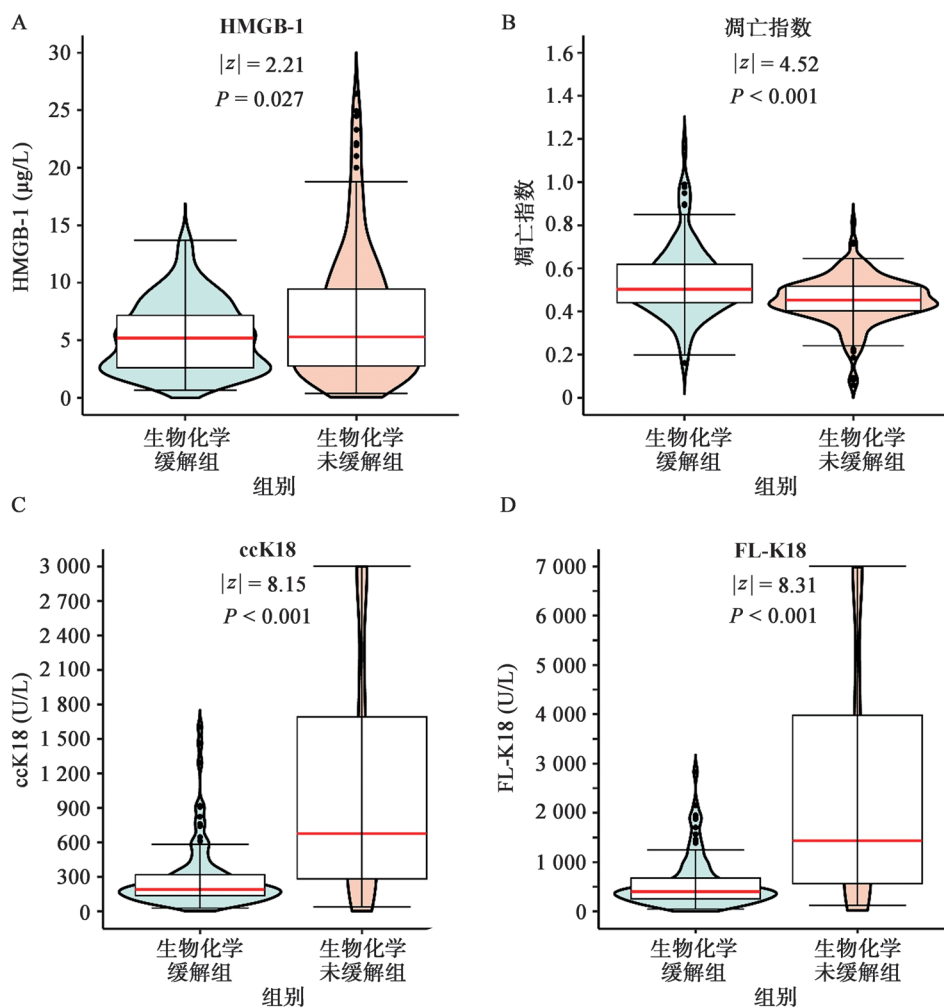 A
HMGB-1
|z| = 2.21
P = 0.027
HMGB-1 (μg/L)
30
25
20
15
10
5
0
生物化学
缓解组
生物化学
未缓解组
组别
B
凋亡指数
|z| = 4.52
P < 0.001
凋亡指数
1.6
1.4
1.2
1.0
0.8
0.6
0.4
0.2
0
生物化学
缓解组
生物化学
未缓解组
组别
C
ccK18
|z| = 8.15
P < 0.001
ccK18 (U/L)
3 000
2 700
2 400
2 100
1 800
1 500
1 200
900
600
300
0
生物化学
缓解组
生物化学
未缓解组
组别
D
FL-K18
|z| = 8.31
P < 0.001
FL-K18 (U/L)
7 000
6 000
5 000
4 000
3 000
2 000
1 000
0
生物化学
缓解组
生物化学
未缓解组
组别